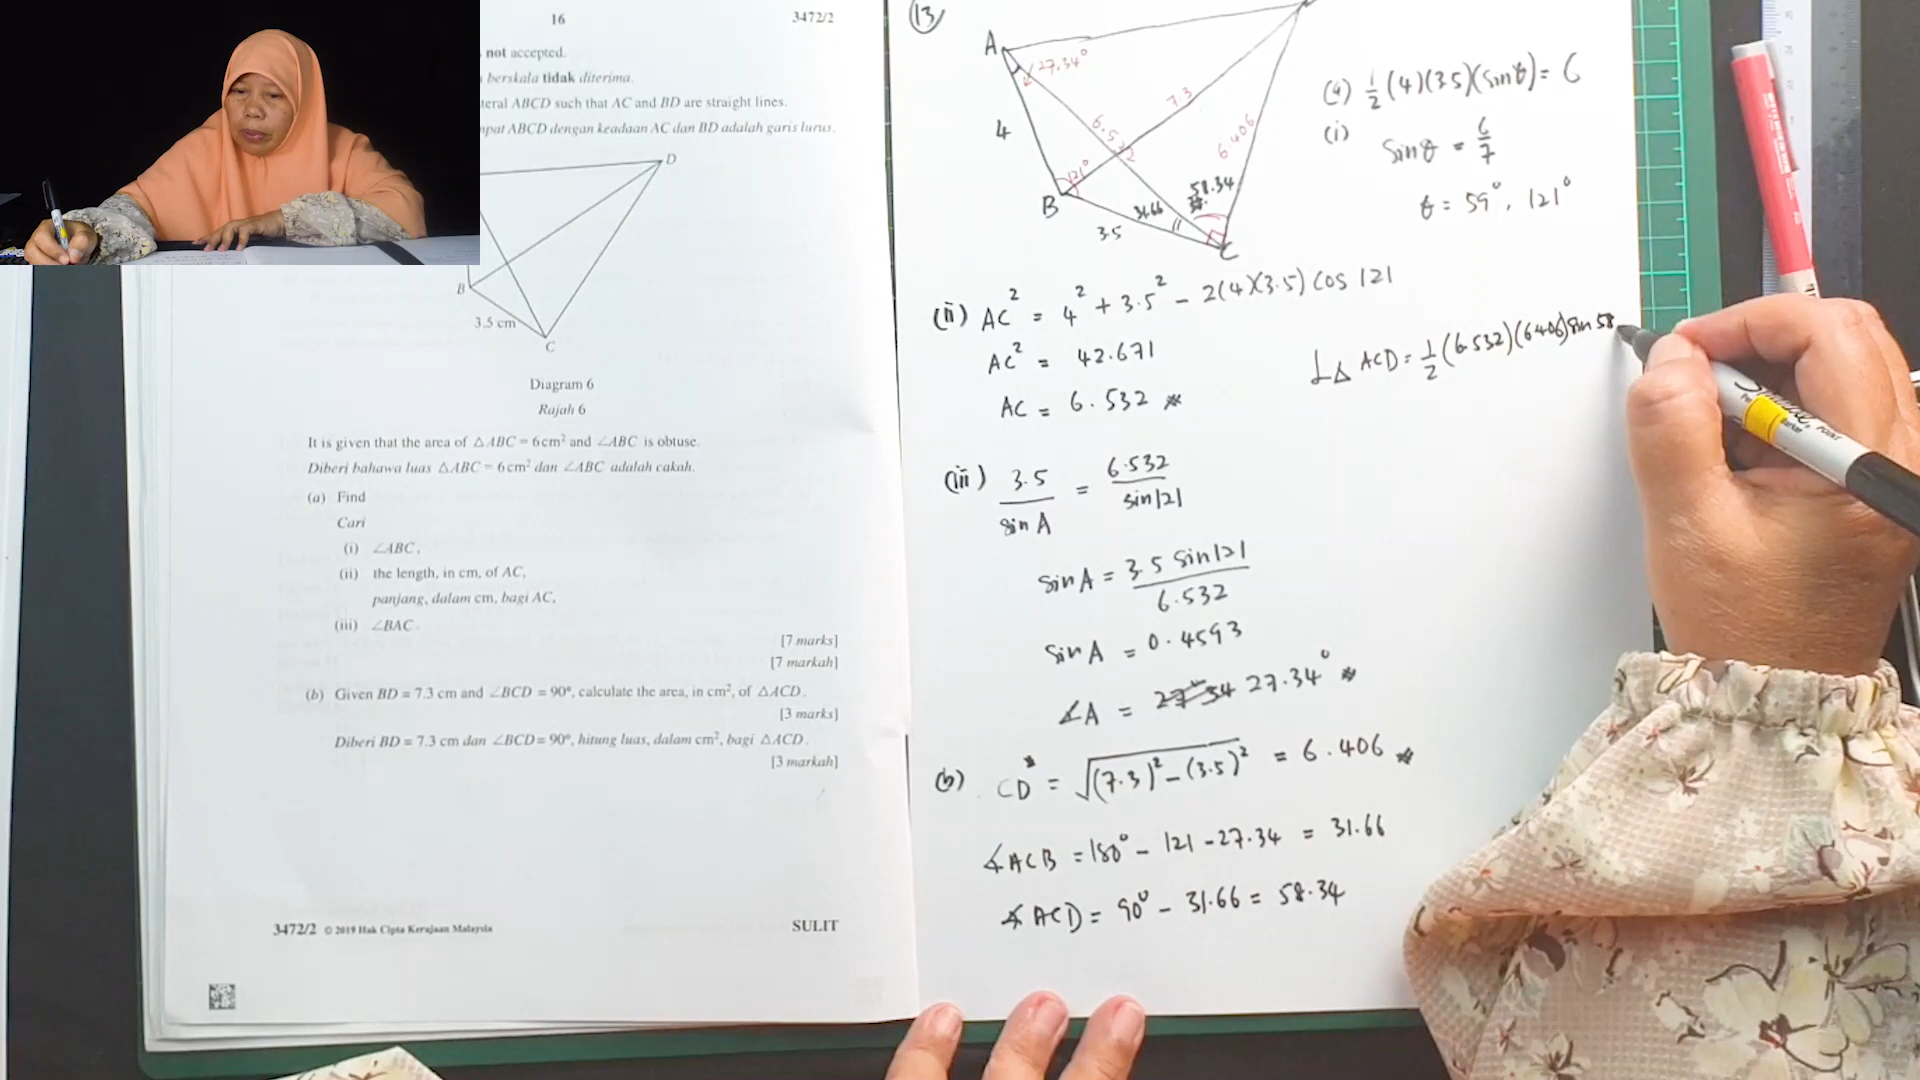 16
3472/2
not accepted.
berskala tidak diterima.
teral ABCD such that AC and BD are straight lines.
npat ABCD dengan keadaan AC dan BD adalah garis lurus.
D
B
3.5 cm
C
Diagram 6
Rajah 6
It is given that the area of △ABC = 6 cm² and ∠ABC is obtuse.
Diberi bahawa luas △ABC = 6 cm² dan ∠ABC adalah cakah.
(a) Find
Cari
(i) ∠ABC,
(ii) the length, in cm, of AC,
panjang, dalam cm, bagi AC,
(iii) ∠BAC.
[7 marks]
[7 markah]
(b) Given BD = 7.3 cm and ∠BCD = 90°, calculate the area, in cm², of △ACD.
[3 marks]
Diberi BD = 7.3 cm dan ∠BCD = 90°, hitung luas, dalam cm², bagi △ACD.
[3 markah]
3472/2 © 2019 Hak Cipta Kerajaan Malaysia
SULIT
13
A
27.34°
4
6.532
7.3
6.406
121°
B
31.66
58.34
3.5
C
(a) ½(4)(3.5)(sin θ) = 6
(i) sin θ = 6/7
θ = 59°, 121°
(ii) AC² = 4² + 3.5² − 2(4)(3.5) cos 121
AC² = 42.671
AC = 6.532
(iii) 3.5/sin A = 6.532/sin 121
sin A = 3.5 sin 121/6.532
sin A = 0.4593
∡A = 27.34 27.34°
(b) CD = √(7.3)² − (3.5)² = 6.406
∡ACB = 180° − 121 − 27.34 = 31.66
∡ACD = 90° − 31.66 = 58.34
L△ ACD = ½(6.532)(6.406) sin 58